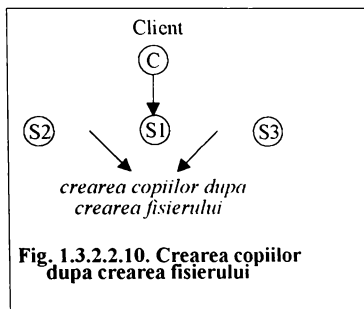 Client
C
S2 S1 S3
crearea copiilor dupa
crearea fisierului
Fig. 1.3.2.2.10. Crearea copiilor
dupa crearea fisierului